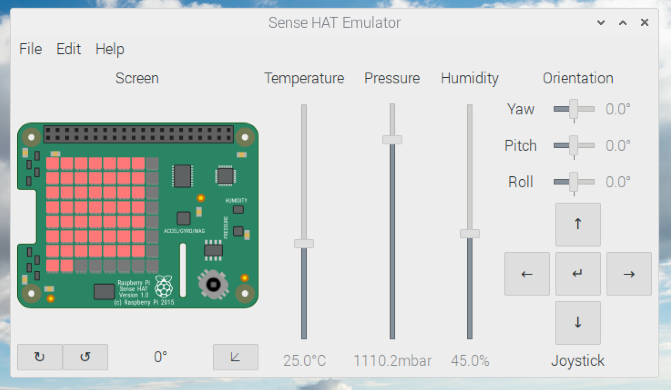 Sense HAT Emulator
File Edit Help
Screen Temperature Pressure Humidity Orientation
Yaw 0.0°
Pitch 0.0°
Roll 0.0°
HUMIDITY
PRESSURE
ACCEL/GYRO/MAG
Raspberry Pi
Sense HAT
Version 1.0
(c) Raspberry Pi 2015
↑
← ↵ →
↓
↻ ↺ 0° 25.0°C 1110.2mbar 45.0% Joystick